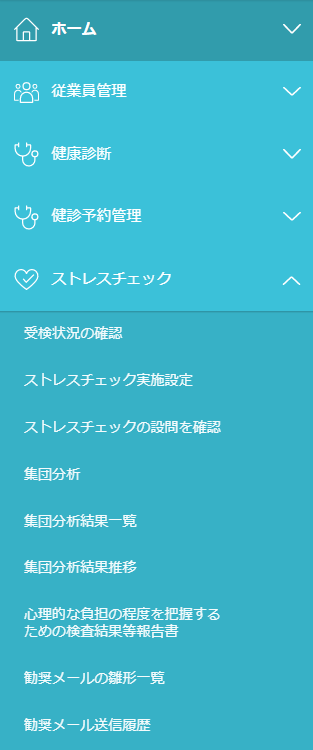 ホーム
従業員管理
健康診断
健診予約管理
ストレスチェック
受検状況の確認
ストレスチェック実施設定
ストレスチェックの設問を確認
集団分析
集団分析結果一覧
集団分析結果推移
心理的な負担の程度を把握する
ための検査結果等報告書
勧奨メールの雛形一覧
勧奨メール送信履歴